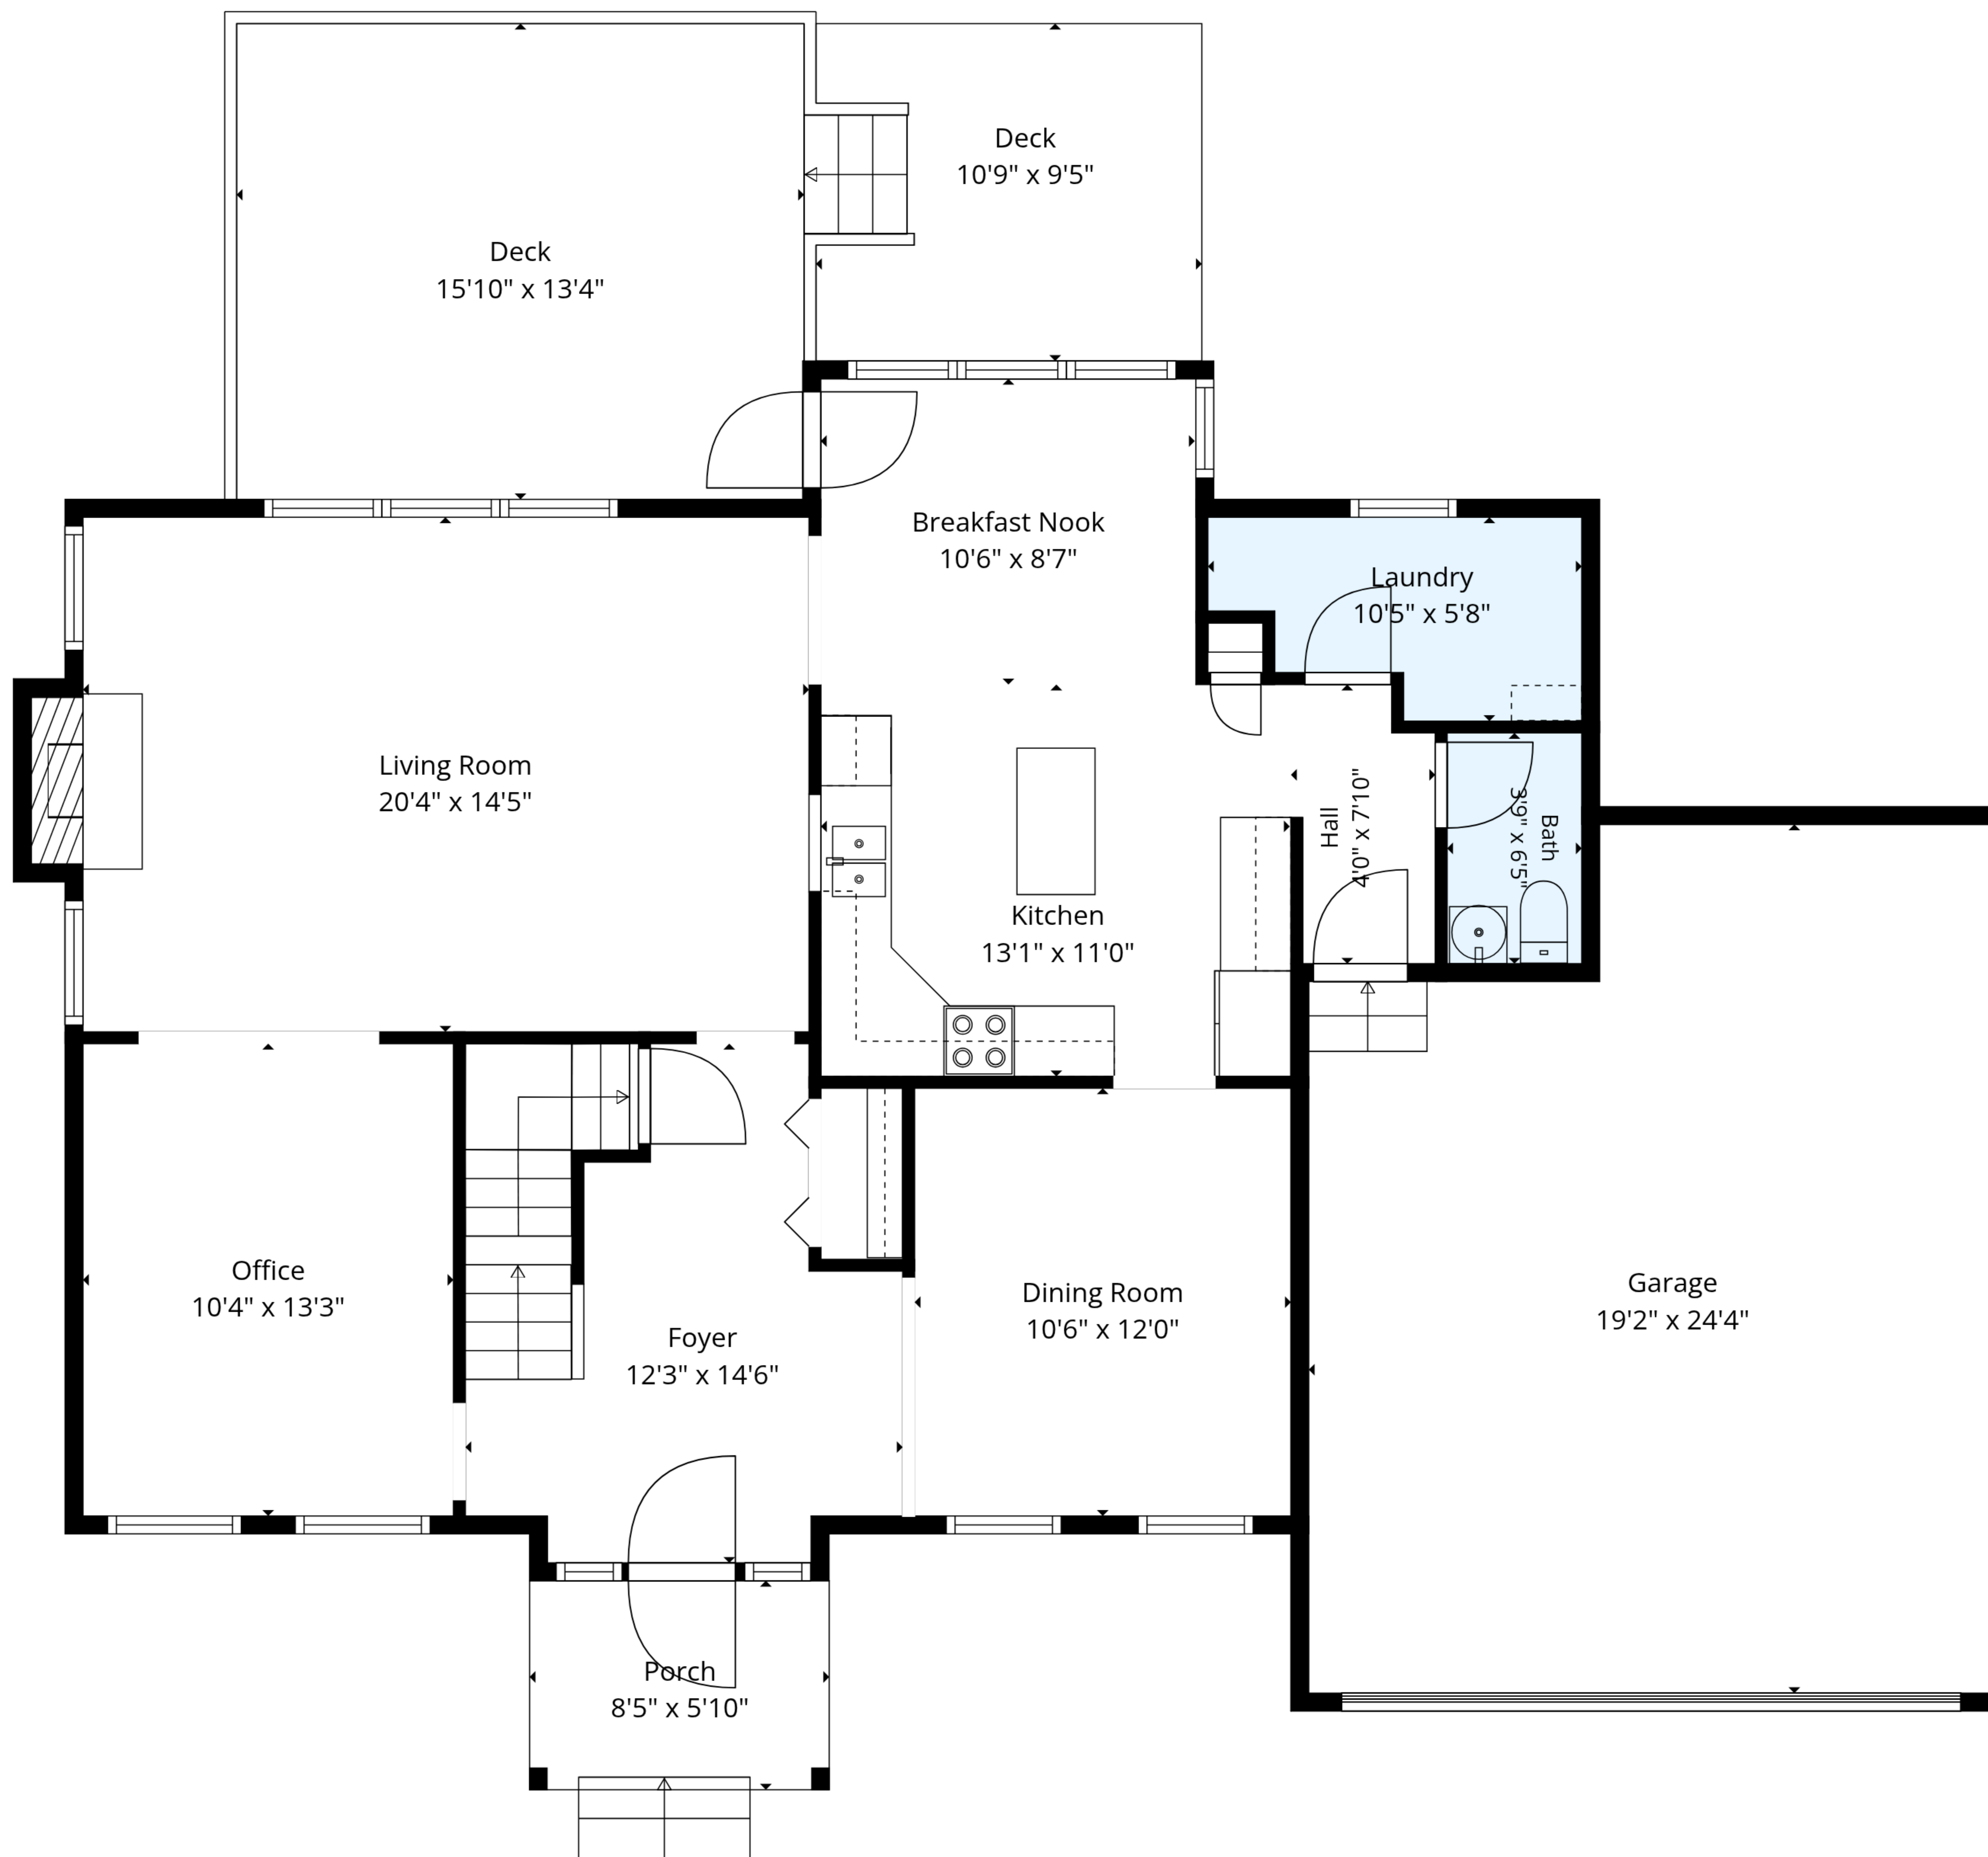 Deck
10'9" x 9'5"
Deck
15'10" x 13'4"
Breakfast Nook
10'6" x 8'7"
Laundry
10'5" x 5'8"
Living Room
20'4" x 14'5"
Hall
4'0" x 7'10"
Bath
3'9" x 6'5"
Kitchen
13'1" x 11'0"
Office
10'4" x 13'3"
Foyer
12'3" x 14'6"
Dining Room
10'6" x 12'0"
Garage
19'2" x 24'4"
Porch
8'5" x 5'10"